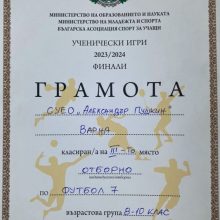 МИНИСТЕРСТВО НА ОБРАЗОВАНИЕТО И НАУКАТА
МИНИСТЕРСТВО НА МЛАДЕЖТА И СПОРТА
БЪЛГАРСКА АСОЦИАЦИЯ СПОРТ ЗА УЧАЩИ
УЧЕНИЧЕСКИ ИГРИ
2023/2024
ФИНАЛИ
ГРАМОТА
СУЕО „Александър Пушкин“
Варна
класиран/а на III-то място
ОТБОРНО
по ФУТБОЛ 7
възрастова група 8-10 клас